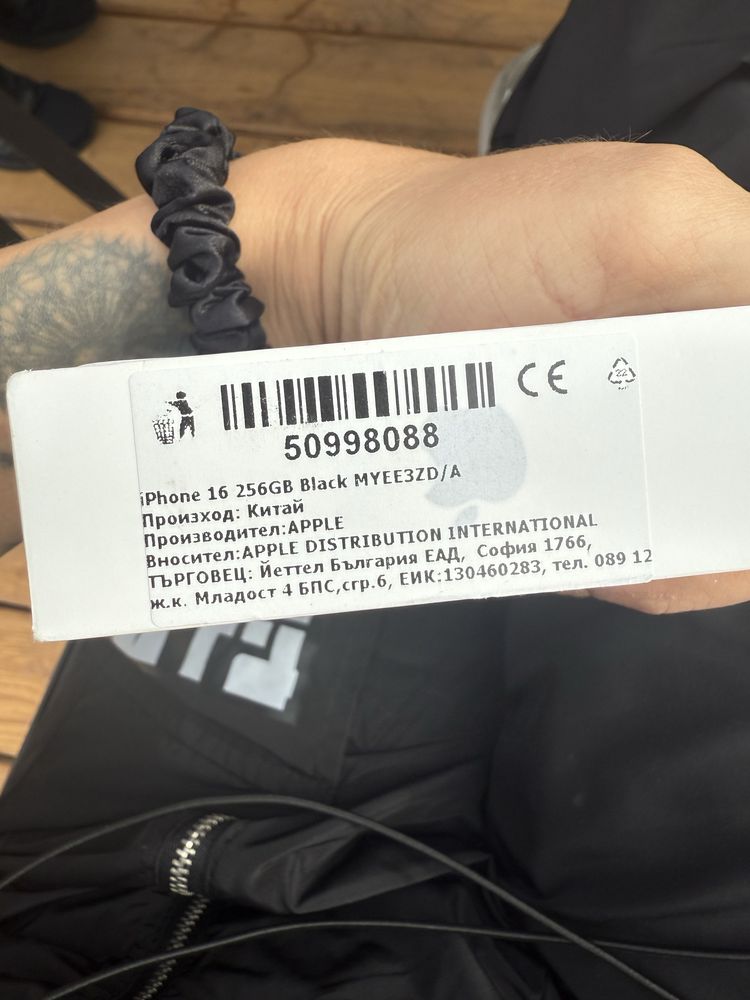 50998088
iPhone 16 256GB Black MYEE3ZD/A
Произход: Китай
Производител:APPLE
Вносител:APPLE DISTRIBUTION INTERNATIONAL
ТЪРГОВЕЦ: Йеттел България ЕАД, София 1766,
ж.к. Младост 4 БПС,сгр.6, ЕИК:130460283, тел. 089 12
CE
22